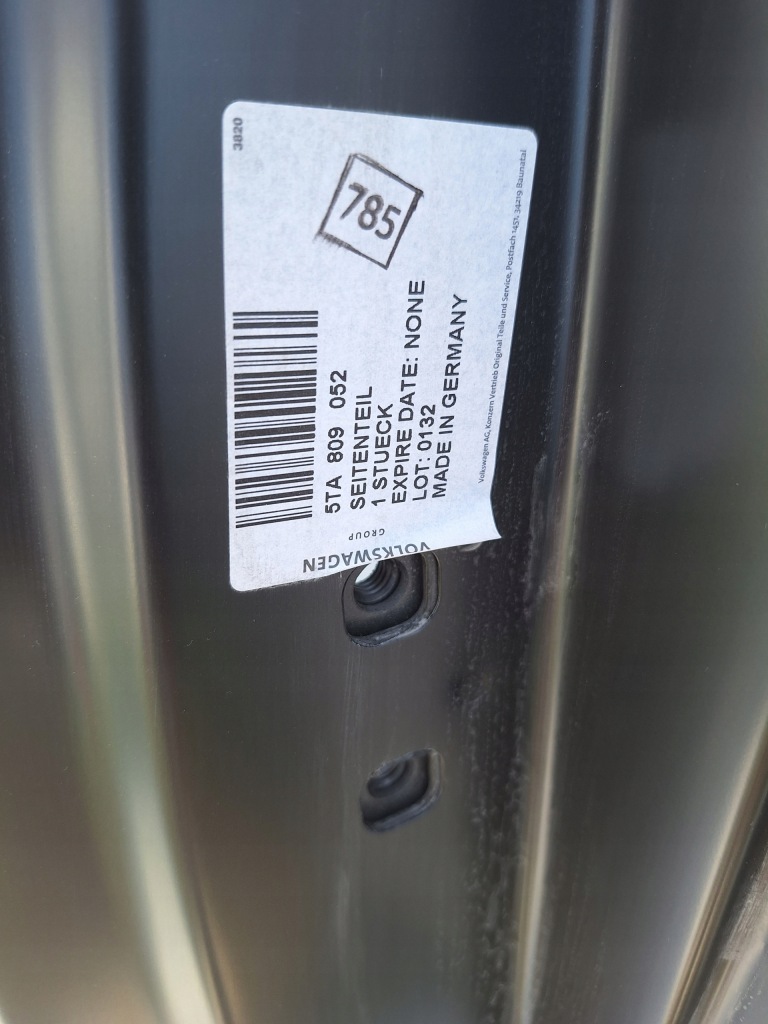 3820
785
5TA 809 052
SEITENTEIL
1 STUECK
EXPIRE DATE: NONE
LOT: 0132
MADE IN GERMANY
Volkswagen AG, Konzern Vertrieb Original Teile und Service, Postfach 1453, 34219 Baunatal
VOLKSWAGEN
GROUP